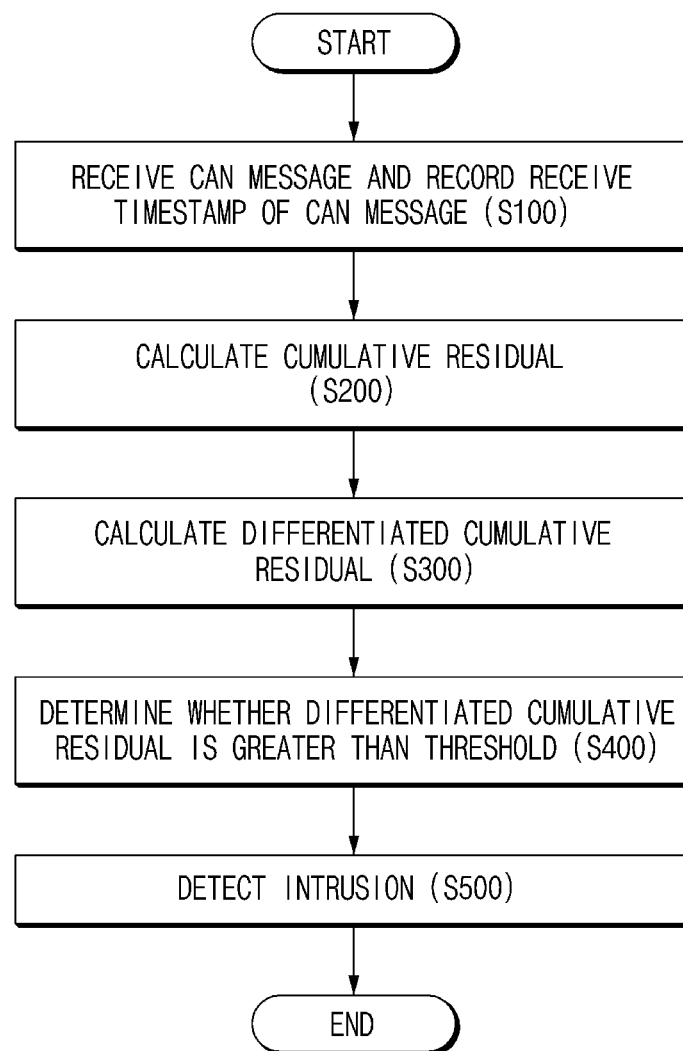 START
RECEIVE CAN MESSAGE AND RECORD RECEIVE
TIMESTAMP OF CAN MESSAGE (S100)
CALCULATE CUMULATIVE RESIDUAL
(S200)
CALCULATE DIFFERENTIATED CUMULATIVE
RESIDUAL (S300)
DETERMINE WHETHER DIFFERENTIATED CUMULATIVE
RESIDUAL IS GREATER THAN THRESHOLD (S400)
DETECT INTRUSION (S500)
END